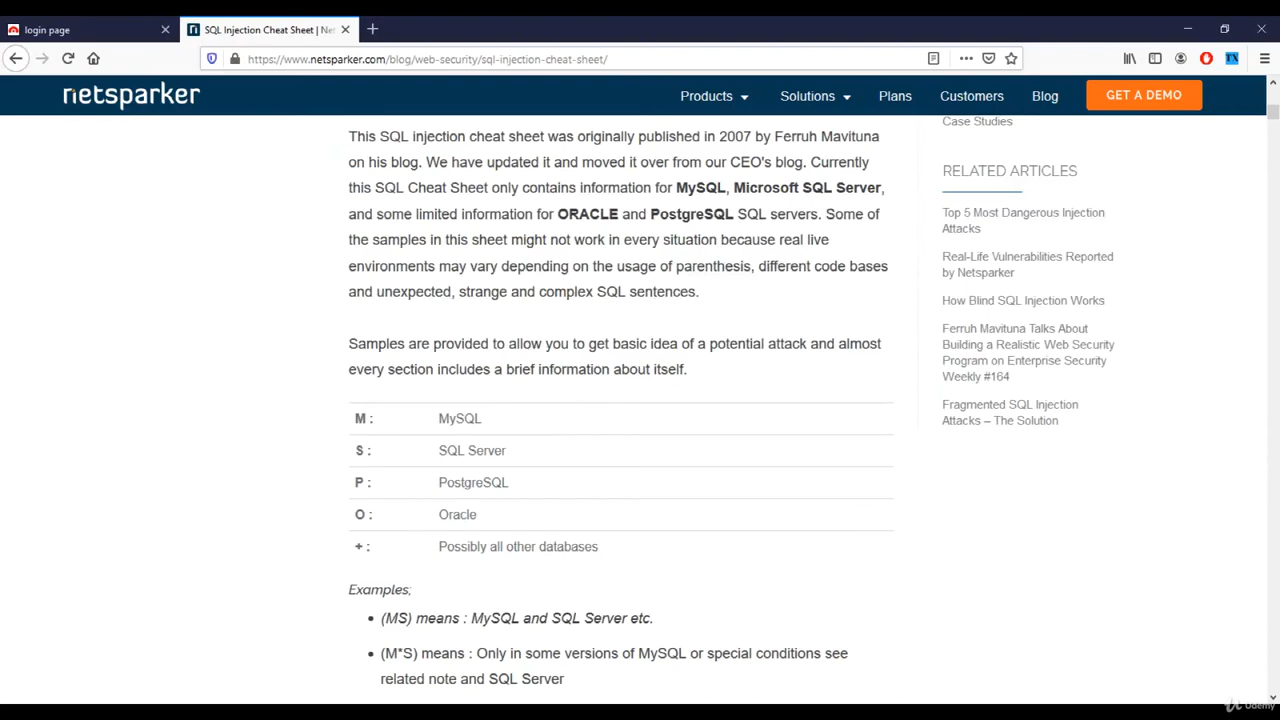 login page
SQL Injection Cheat Sheet | Net
https://www.netsparker.com/blog/web-security/sql-injection-cheat-sheet/
netsparker
Products
Solutions
Plans
Customers
Blog
GET A DEMO
This SQL injection cheat sheet was originally published in 2007 by Ferruh Mavituna
on his blog. We have updated it and moved it over from our CEO's blog. Currently
this SQL Cheat Sheet only contains information for MySQL, Microsoft SQL Server,
and some limited information for ORACLE and PostgreSQL SQL servers. Some of
the samples in this sheet might not work in every situation because real live
environments may vary depending on the usage of parenthesis, different code bases
and unexpected, strange and complex SQL sentences.
Samples are provided to allow you to get basic idea of a potential attack and almost
every section includes a brief information about itself.
M : MySQL
S : SQL Server
P : PostgreSQL
O : Oracle
+ : Possibly all other databases
Examples;
• (MS) means : MySQL and SQL Server etc.
• (M*S) means : Only in some versions of MySQL or special conditions see
related note and SQL Server
Case Studies
RELATED ARTICLES
Top 5 Most Dangerous Injection
Attacks
Real-Life Vulnerabilities Reported
by Netsparker
How Blind SQL Injection Works
Ferruh Mavituna Talks About
Building a Realistic Web Security
Program on Enterprise Security
Weekly #164
Fragmented SQL Injection
Attacks – The Solution
Udemy